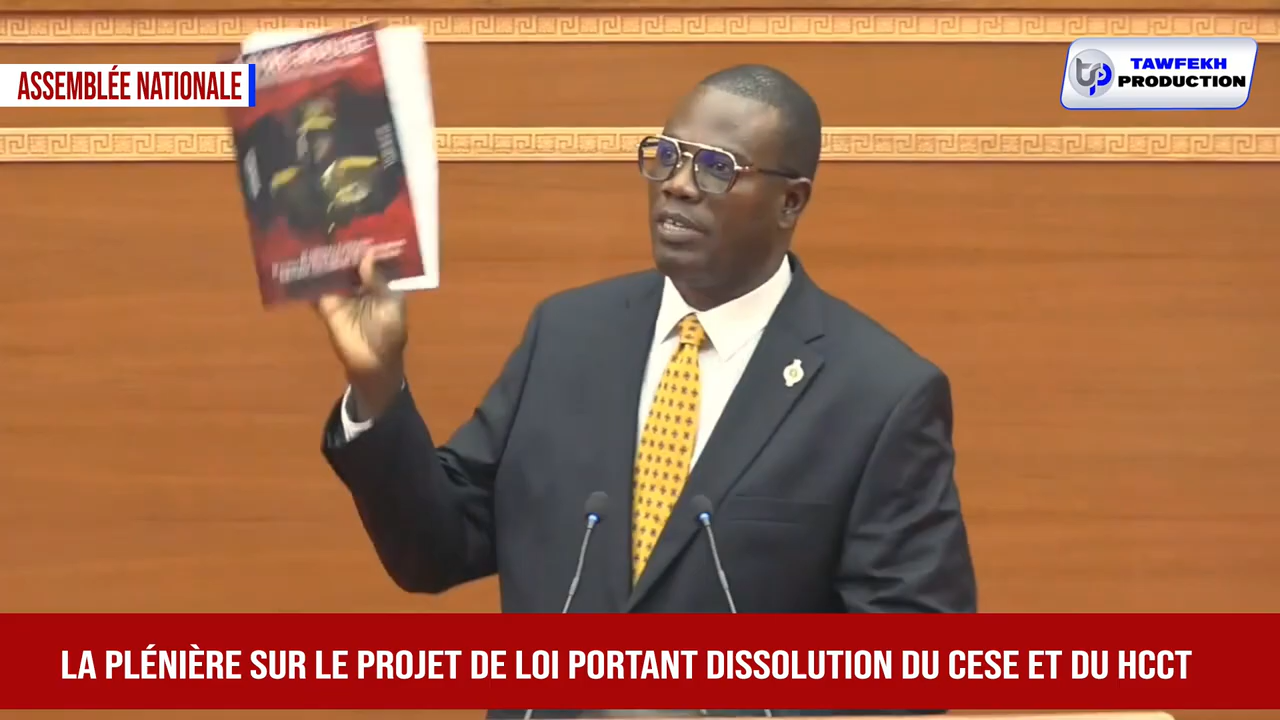 ASSEMBLÉE NATIONALE
TAWFEKH
PRODUCTION
LA PLÉNIÈRE SUR LE PROJET DE LOI PORTANT DISSOLUTION DU CESE ET DU HCCT